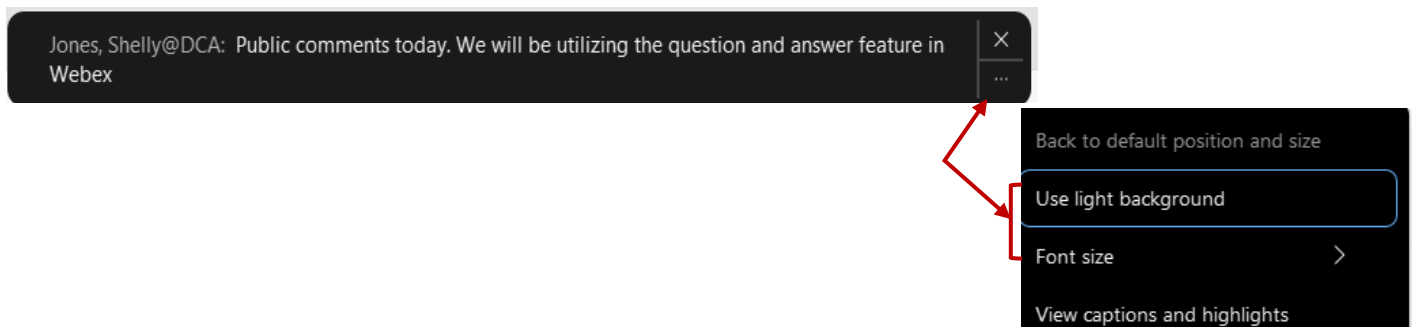 Jones, Shelly@DCA: Public comments today. We will be utilizing the question and answer feature in
Webex
Back to default position and size
Use light background
Font size
View captions and highlights